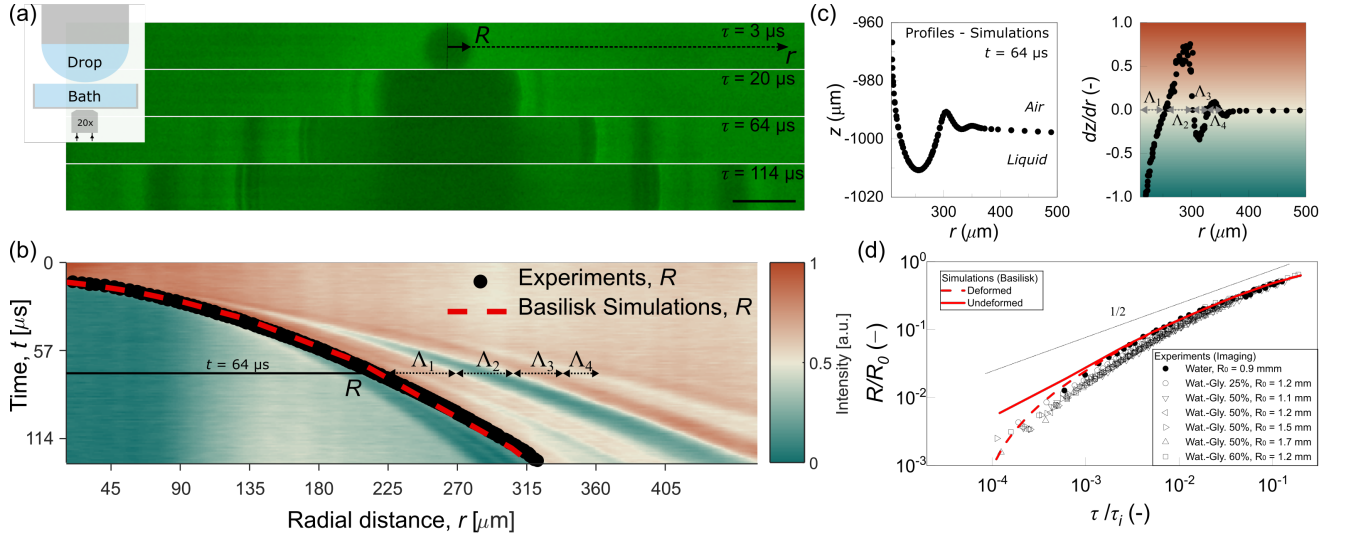 (a)
Drop
Bath
20x
R
r
τ = 3 μs
τ = 20 μs
τ = 64 μs
τ = 114 μs
(b)
Time, t [μs]
0
57
114
Experiments, R
Basilisk Simulations, R
t = 64 μs
R
Λ1
Λ2
Λ3
Λ4
45
90
135
180
225
270
315
360
405
Radial distance, r [μm]
1
0.5
0
Intensity [a.u.]
(c)
-960
-980
-1000
-1020
z (μm)
Profiles - Simulations
t = 64 μs
Air
Liquid
300
400
500
r (μm)
1.0
0.5
0.0
-0.5
-1.0
dz/dr (-)
Λ1
Λ2
Λ3
Λ4
300
400
500
r (μm)
(d)
10⁰
10⁻¹
10⁻²
10⁻³
R/R0 (–)
Simulations (Basilisk)
Deformed
Undeformed
1/2
Experiments (Imaging)
Water, R0 = 0.9 mmm
Wat.-Gly. 25%, R0 = 1.2 mm
Wat.-Gly. 50%, R0 = 1.1 mm
Wat.-Gly. 50%, R0 = 1.2 mm
Wat.-Gly. 50%, R0 = 1.5 mm
Wat.-Gly. 50%, R0 = 1.7 mm
Wat.-Gly. 60%, R0 = 1.2 mm
10⁻⁴
10⁻³
10⁻²
10⁻¹
τ /τi (-)